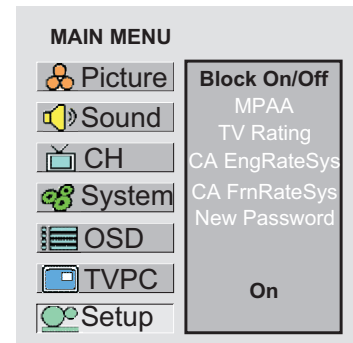 MAIN MENU
Picture
Sound
CH
System
OSD
TVPC
Setup
Block On/Off
MPAA
TV Rating
CA EngRateSys
CA FrnRateSys
New Password
On